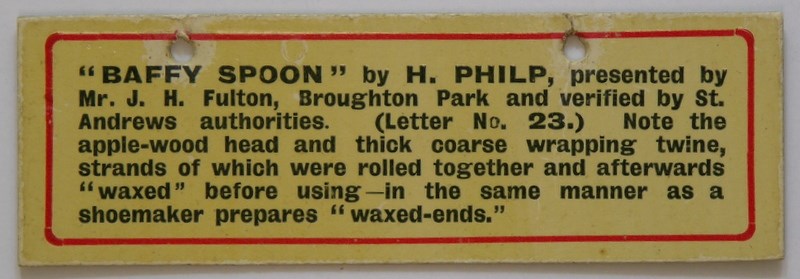 “BAFFY SPOON” by H. PHILP, presented by
Mr. J. H. Fulton, Broughton Park and verified by St.
Andrews authorities. (Letter No. 23.) Note the
apple-wood head and thick coarse wrapping twine,
strands of which were rolled together and afterwards
“waxed” before using—in the same manner as a
shoemaker prepares “waxed-ends.”